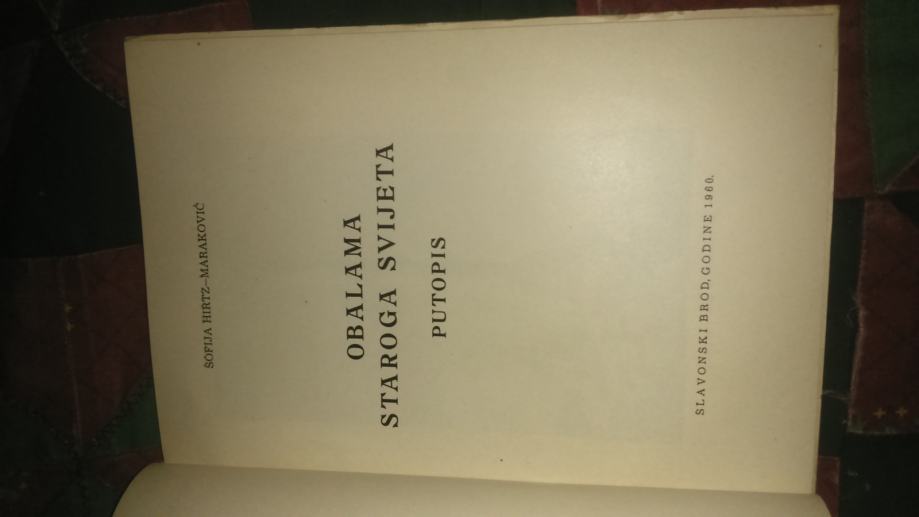 SOFIJA HIRTZ—MARAKOVIĆ
OBALAMA
STAROGA SVIJETA
PUTOPIS
SLAVONSKI BROD, GODINE 1960.